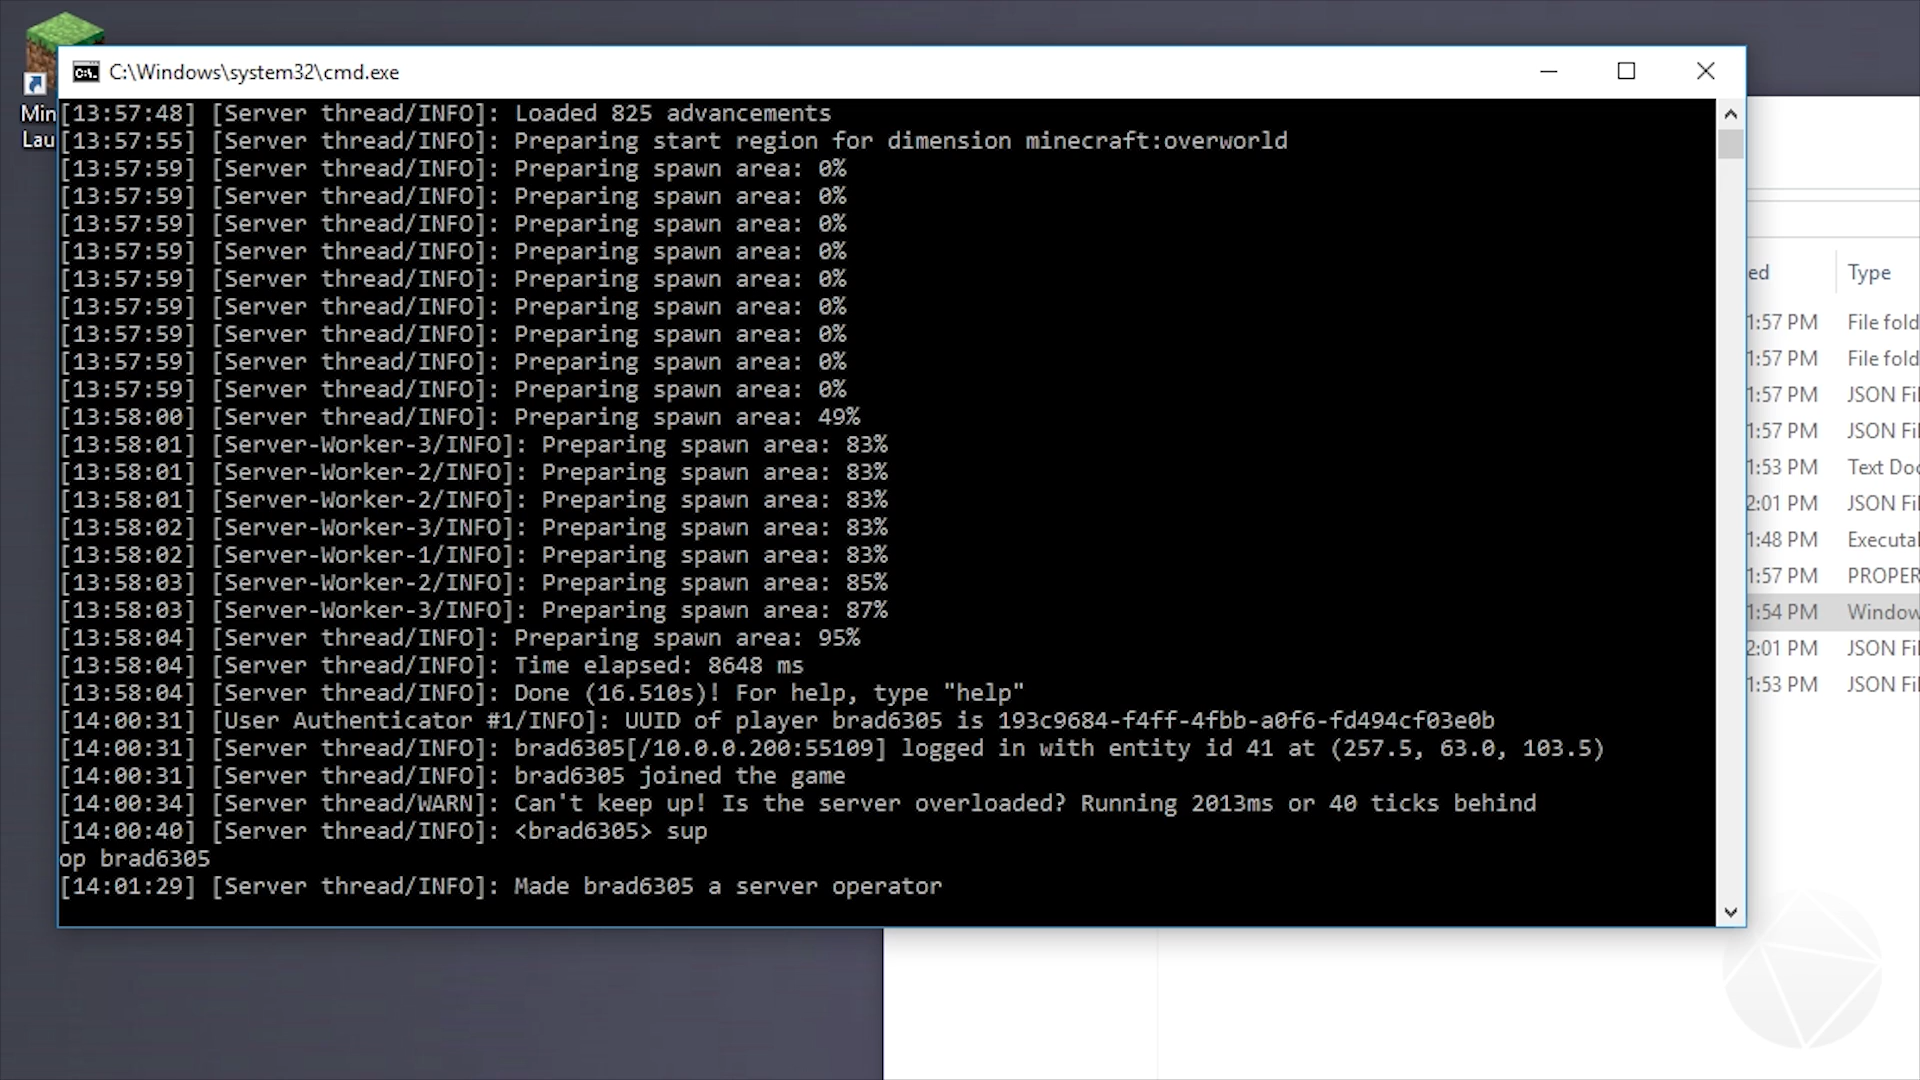 C:\Windows\system32\cmd.exe
[13:57:48] [Server thread/INFO]: Loaded 825 advancements
[13:57:55] [Server thread/INFO]: Preparing start region for dimension minecraft:overworld
[13:57:59] [Server thread/INFO]: Preparing spawn area: 0%
[13:57:59] [Server thread/INFO]: Preparing spawn area: 0%
[13:57:59] [Server thread/INFO]: Preparing spawn area: 0%
[13:57:59] [Server thread/INFO]: Preparing spawn area: 0%
[13:57:59] [Server thread/INFO]: Preparing spawn area: 0%
[13:57:59] [Server thread/INFO]: Preparing spawn area: 0%
[13:57:59] [Server thread/INFO]: Preparing spawn area: 0%
[13:57:59] [Server thread/INFO]: Preparing spawn area: 0%
[13:57:59] [Server thread/INFO]: Preparing spawn area: 0%
[13:58:00] [Server thread/INFO]: Preparing spawn area: 49%
[13:58:01] [Server-Worker-3/INFO]: Preparing spawn area: 83%
[13:58:01] [Server-Worker-2/INFO]: Preparing spawn area: 83%
[13:58:01] [Server-Worker-2/INFO]: Preparing spawn area: 83%
[13:58:02] [Server-Worker-3/INFO]: Preparing spawn area: 83%
[13:58:02] [Server-Worker-1/INFO]: Preparing spawn area: 83%
[13:58:03] [Server-Worker-2/INFO]: Preparing spawn area: 85%
[13:58:03] [Server-Worker-3/INFO]: Preparing spawn area: 87%
[13:58:04] [Server thread/INFO]: Preparing spawn area: 95%
[13:58:04] [Server thread/INFO]: Time elapsed: 8648 ms
[13:58:04] [Server thread/INFO]: Done (16.510s)! For help, type "help"
[14:00:31] [User Authenticator #1/INFO]: UUID of player brad6305 is 193c9684-f4ff-4fbb-a0f6-fd494cf03e0b
[14:00:31] [Server thread/INFO]: brad6305[/10.0.0.200:55109] logged in with entity id 41 at (257.5, 63.0, 103.5)
[14:00:31] [Server thread/INFO]: brad6305 joined the game
[14:00:34] [Server thread/WARN]: Can't keep up! Is the server overloaded? Running 2013ms or 40 ticks behind
[14:00:40] [Server thread/INFO]: <brad6305> sup
op brad6305
[14:01:29] [Server thread/INFO]: Made brad6305 a server operator
Min
Lau
ed Type
1:57 PM File fold
1:57 PM File fold
1:57 PM JSON Fil
1:57 PM JSON Fil
1:53 PM Text Doc
2:01 PM JSON Fil
1:48 PM Executal
1:57 PM PROPER
1:54 PM Window
2:01 PM JSON Fil
1:53 PM JSON Fil